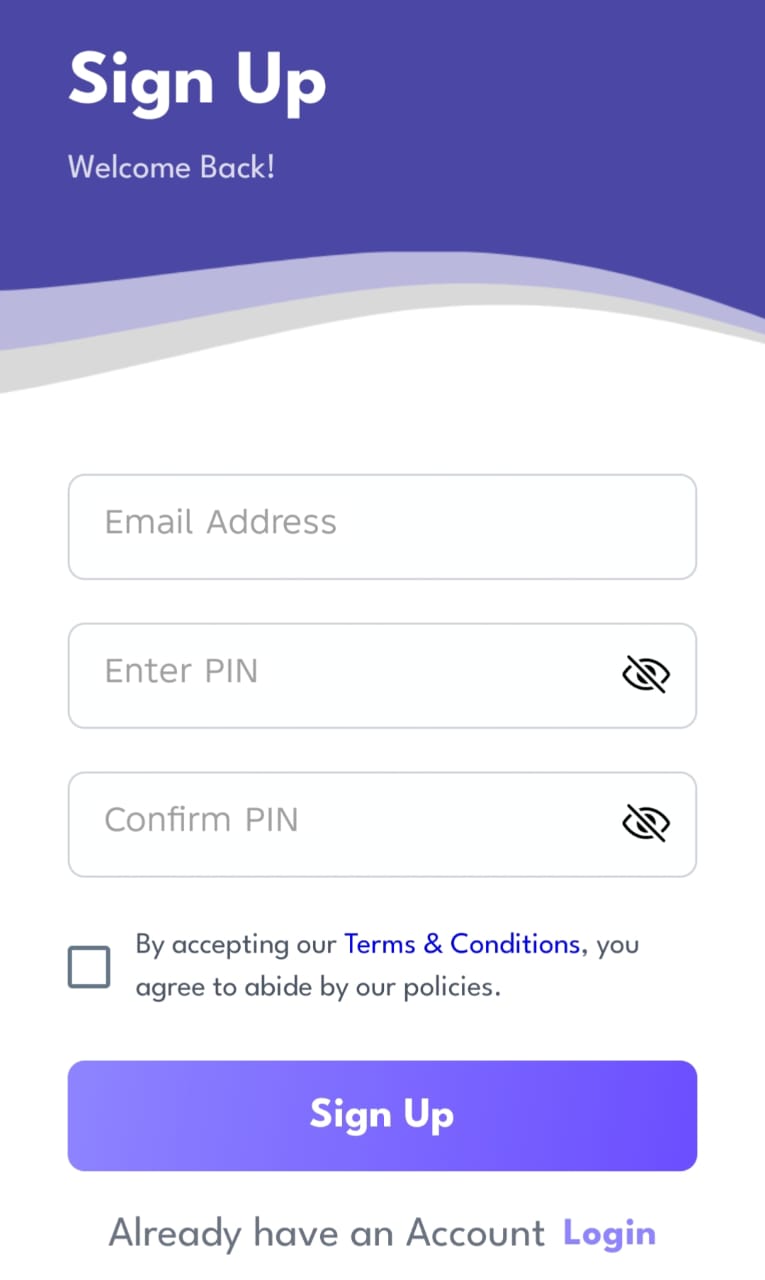 Sign Up
Welcome Back!
Email Address
Enter PIN
Confirm PIN
By accepting our Terms & Conditions, you
agree to abide by our policies.
Sign Up
Already have an Account Login